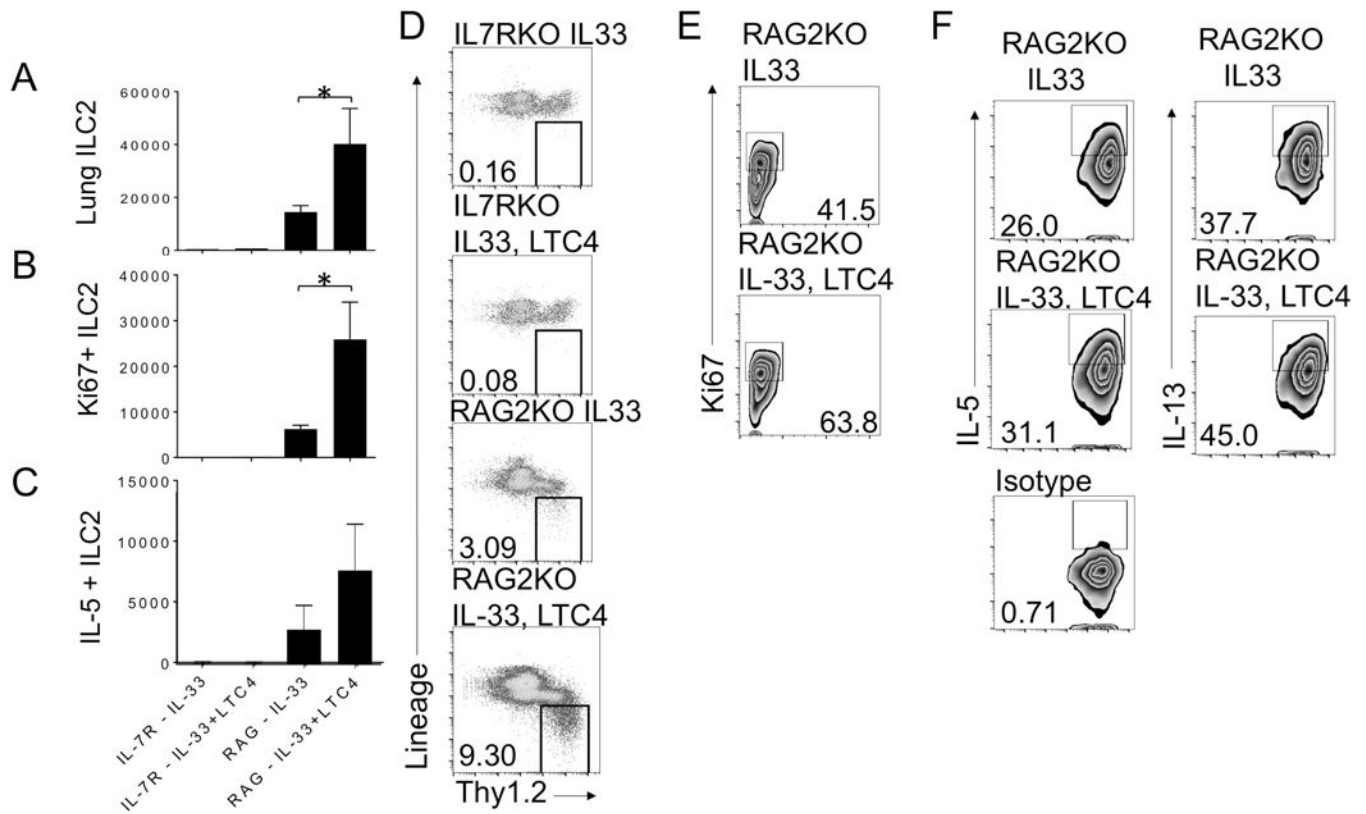 A
Lung ILC2
60000
40000
20000
0
B
Ki67+ ILC2
40000
30000
20000
10000
0
C
IL-5 + ILC2
15000
10000
5000
0
IL-7R - IL-33
IL-7R - IL-33+LTC4
RAG - IL-33
RAG - IL-33+LTC4
*
*
D
IL7RKO IL33
0.16
IL7RKO
IL33, LTC4
0.08
RAG2KO IL33
3.09
RAG2KO
IL-33, LTC4
9.30
Lineage
Thy1.2
E
RAG2KO
IL33
41.5
RAG2KO
IL-33, LTC4
63.8
Ki67
F
RAG2KO
IL33
26.0
RAG2KO
IL-33, LTC4
31.1
IL-5
Isotype
0.71
RAG2KO
IL33
37.7
RAG2KO
IL-33, LTC4
45.0
IL-13